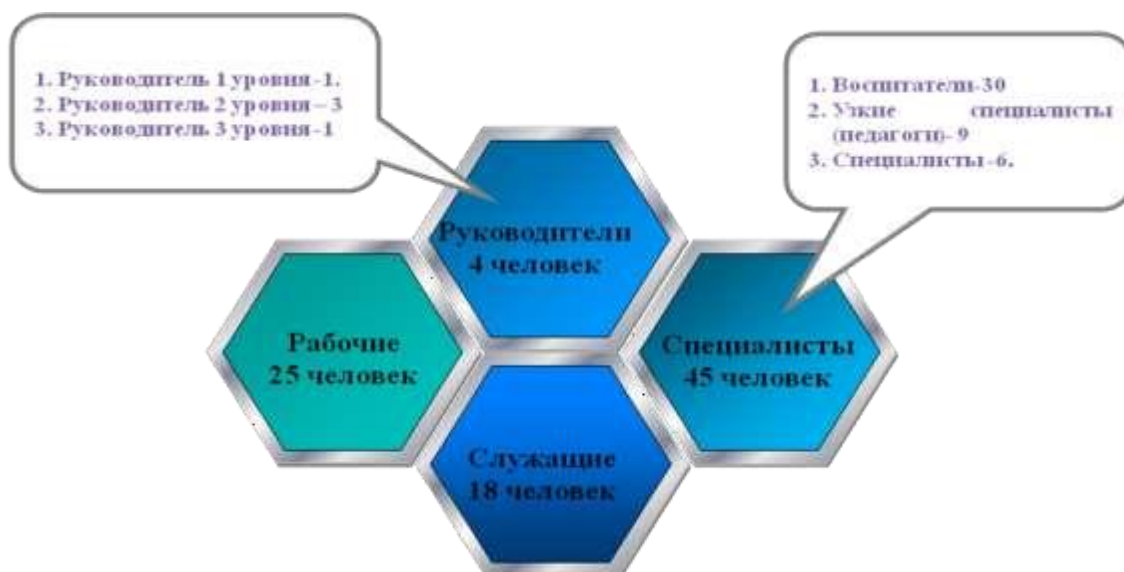 1. Руководитель 1 уровня -1.
2. Руководитель 2 уровня – 3
3. Руководитель 3 уровня -1
1. Воспитатели-30
2. Узкие специалисты
(педагоги)- 9
3. Специалисты -6.
Руководители
4 человек
Рабочие
25 человек
Специалисты
45 человек
Служащие
18 человек